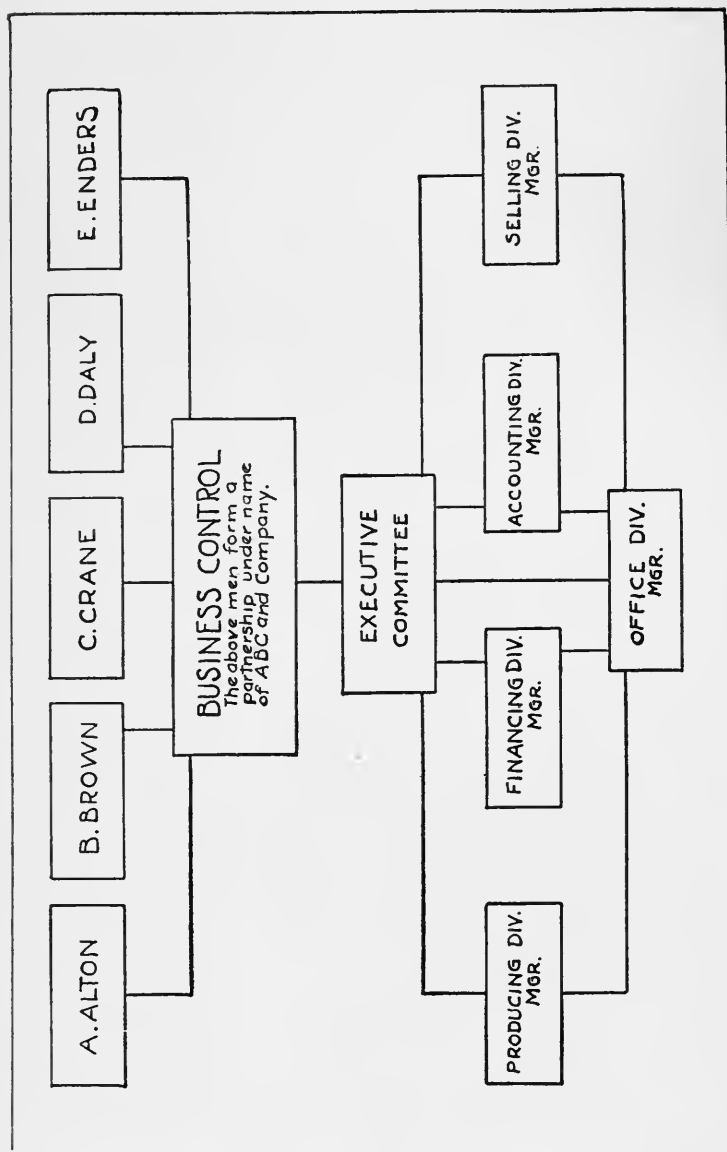 A. ALTON
B. BROWN
C. CRANE
D. DALY
E. ENDERS
BUSINESS CONTROL
The above men form a
partnership under name
of ABC and Company.
EXECUTIVE
COMMITTEE
PRODUCING DIV.
MGR.
FINANCING DIV.
MGR.
ACCOUNTING DIV.
MGR.
SELLING DIV.
MGR.
OFFICE DIV.
MGR.